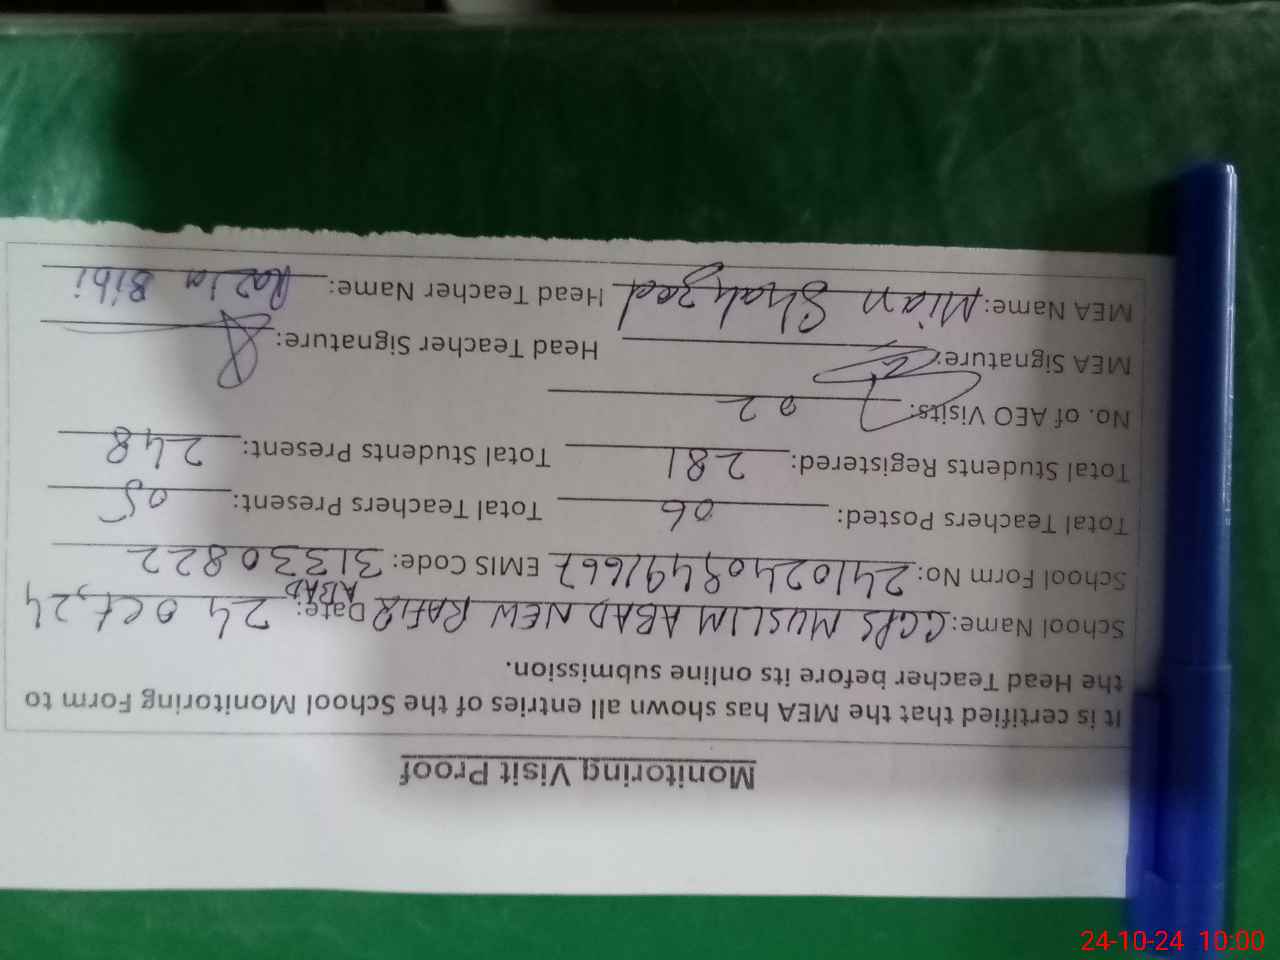 Monitoring Visit Proof
It is certified that the MEA has shown all entries of the School Monitoring Form to
the Head Teacher before its online submission.
School Name: GGPS MUSLIM ABAD NEW RAFIQ ABAD Date: 24 Oct, 24
School Form No: EMIS Code: 31330822
Total Teachers Posted: 06 Total Teachers Present: 05
Total Students Registered: 281 Total Students Present: 248
No. of AEO Visits: 02
MEA Signature: Head Teacher Signature:
MEA Name: Mian Shahzad Head Teacher Name: Razia Bibi
24-10-24 10:00